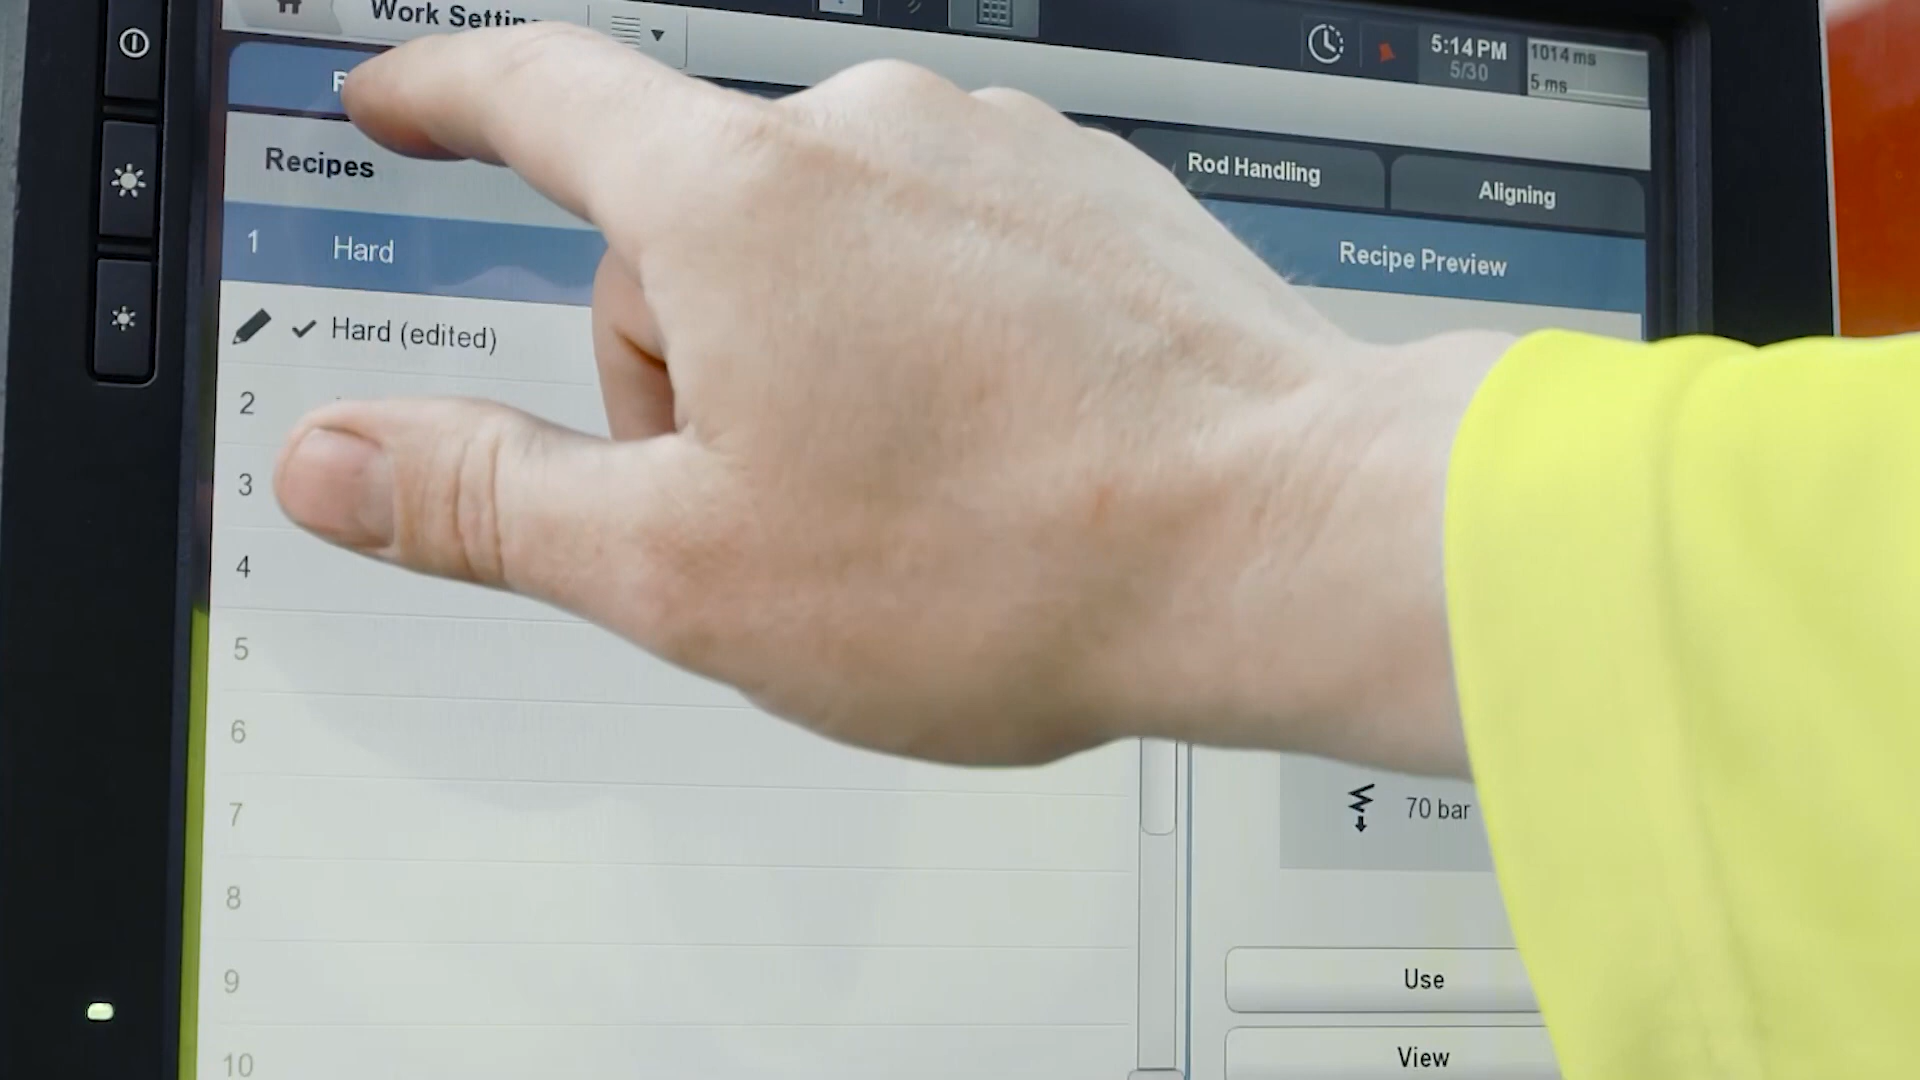 Work
5:14 PM
5/30
1014 ms
5 ms
Recipes
Rod Handling
Aligning
1 Hard
Recipe Preview
Hard (edited)
2
3
4
5
6
7
70 bar
8
9
Use
10
View